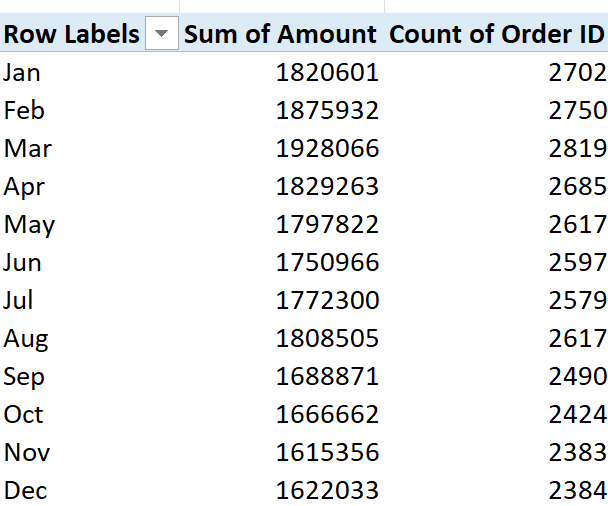 Row Labels Sum of Amount Count of Order ID
Jan 1820601 2702
Feb 1875932 2750
Mar 1928066 2819
Apr 1829263 2685
May 1797822 2617
Jun 1750966 2597
Jul 1772300 2579
Aug 1808505 2617
Sep 1688871 2490
Oct 1666662 2424
Nov 1615356 2383
Dec 1622033 2384